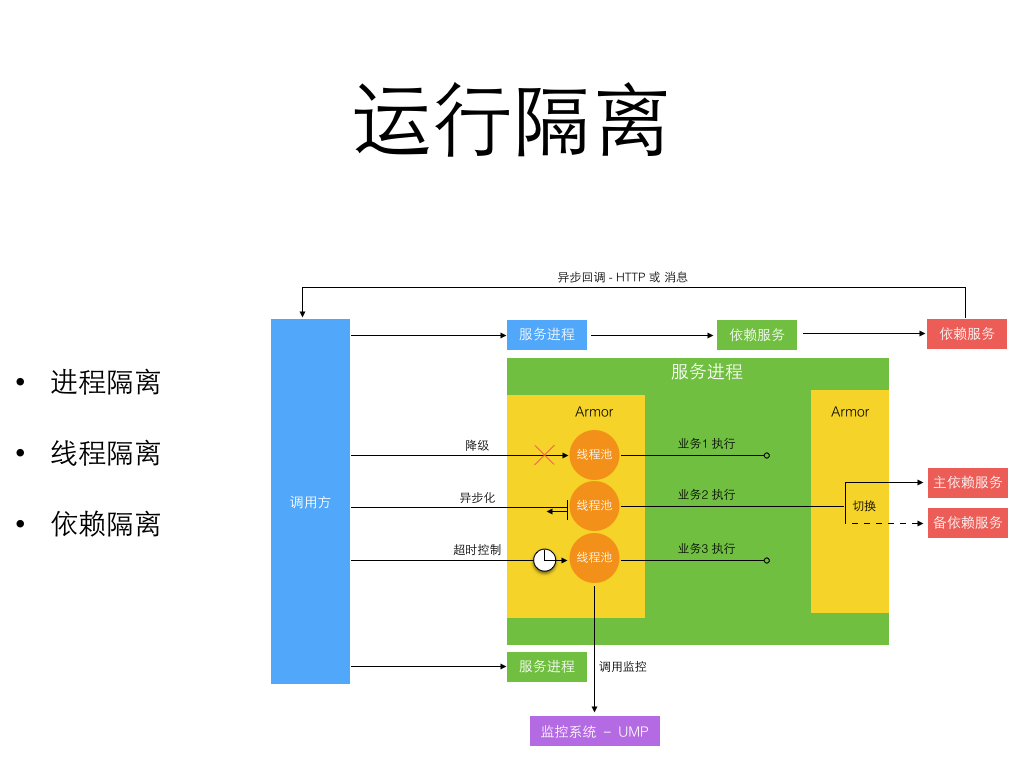 运行隔离
• 进程隔离
• 线程隔离
• 依赖隔离
异步回调 - HTTP 或 消息
调用方
服务进程
依赖服务
依赖服务
服务进程
Armor
Armor
降级
线程池
业务1 执行
异步化
线程池
业务2 执行
切换
主依赖服务
备依赖服务
超时控制
线程池
业务3 执行
服务进程
调用监控
监控系统 － UMP